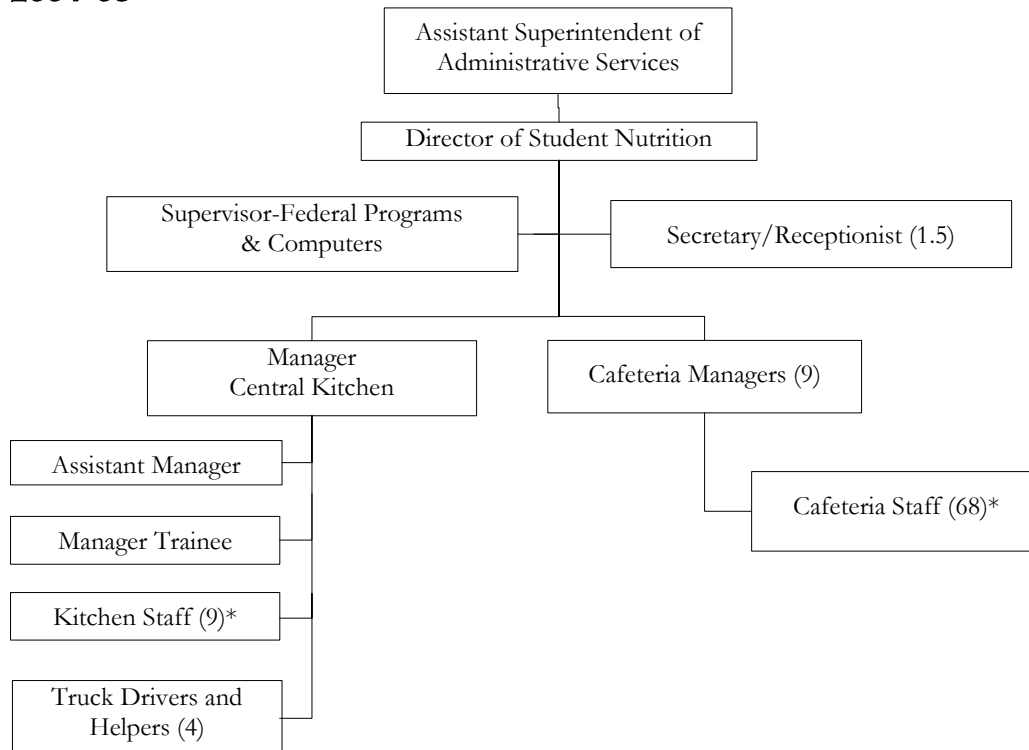 Assistant Superintendent of
Administrative Services
Director of Student Nutrition
Supervisor-Federal Programs
& Computers
Secretary/Receptionist (1.5)
Manager
Central Kitchen
Cafeteria Managers (9)
Assistant Manager
Cafeteria Staff (68)*
Manager Trainee
Kitchen Staff (9)*
Truck Drivers and
Helpers (4)